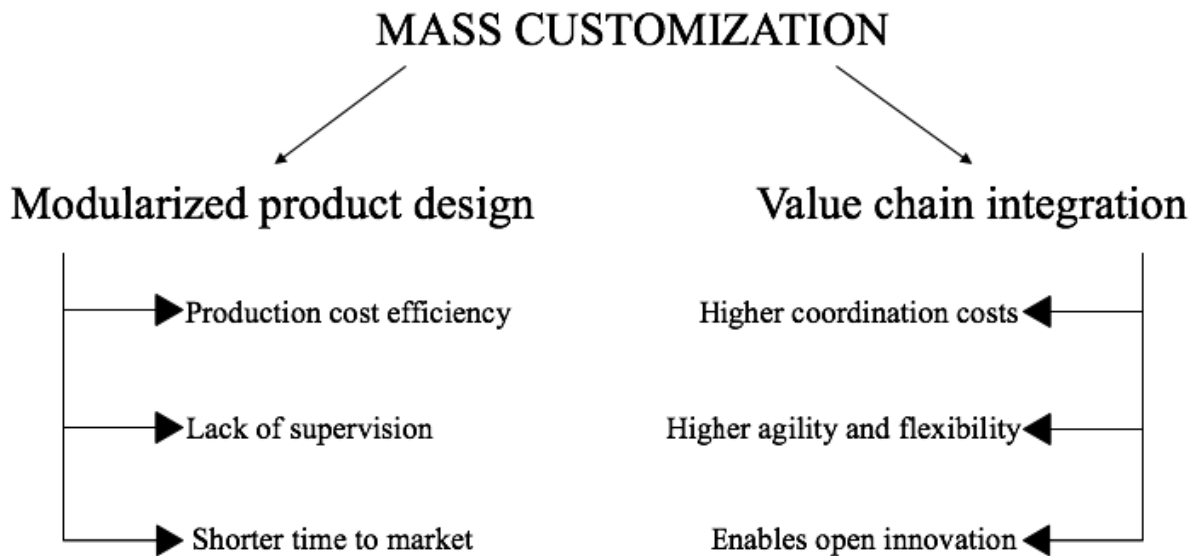 MASS CUSTOMIZATION
Modularized product design
Value chain integration
Production cost efficiency
Higher coordination costs
Lack of supervision
Higher agility and flexibility
Shorter time to market
Enables open innovation